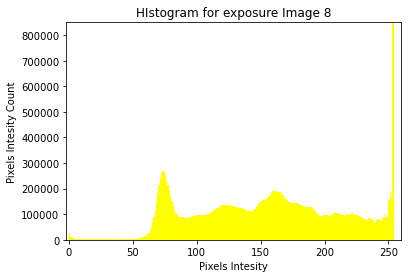 HIstogram for exposure Image 8
800000
700000
600000
500000
400000
300000
200000
100000
0
Pixels Intesity Count
0 50 100 150 200 250
Pixels Intesity